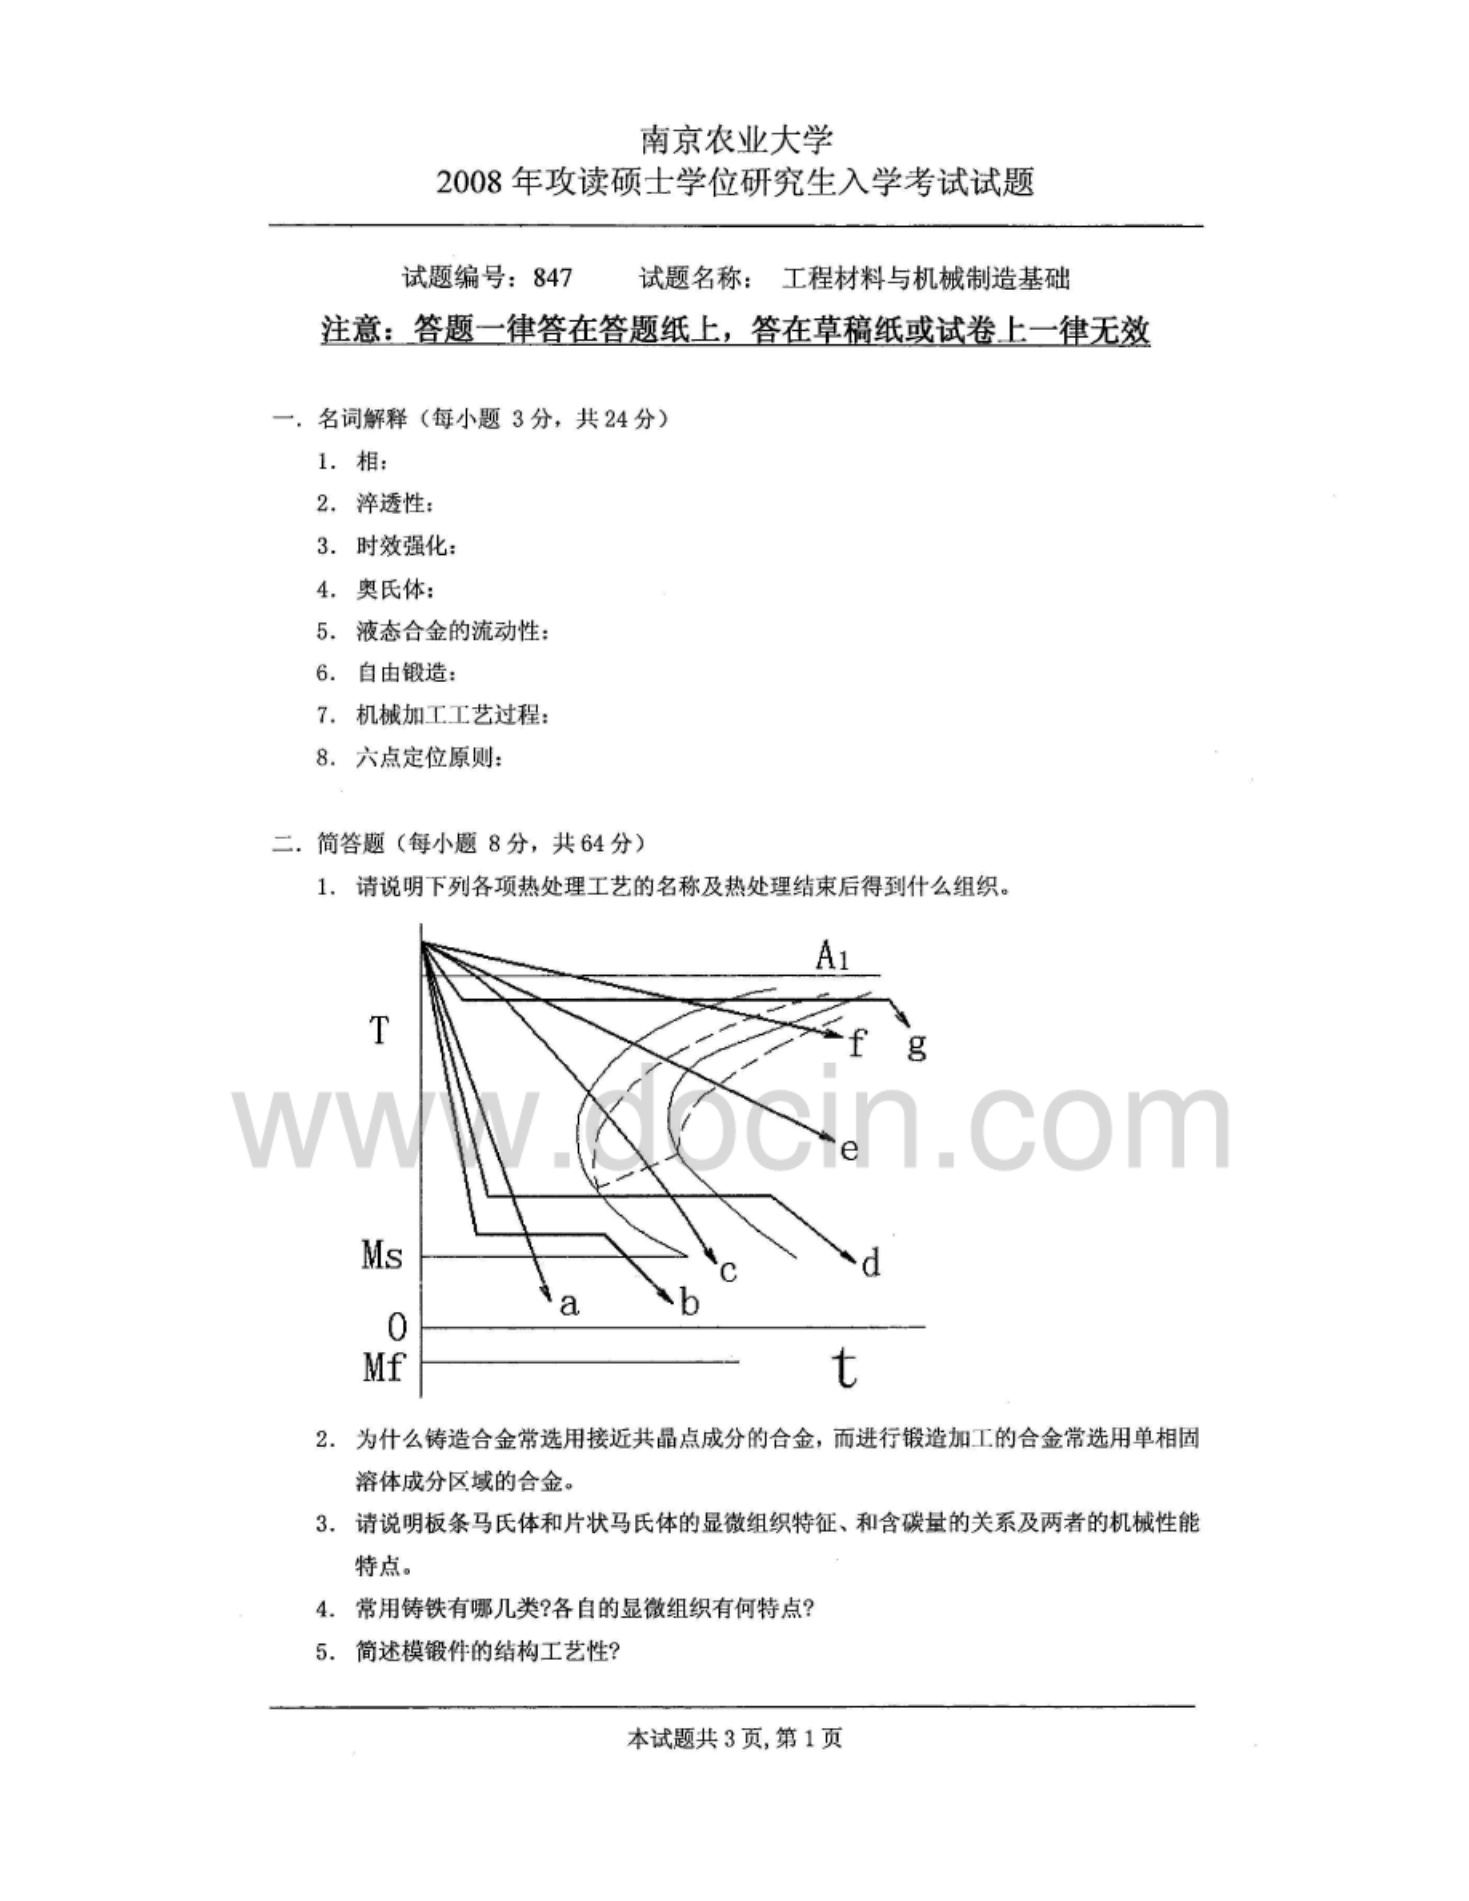 南京农业大学
2008 年攻读硕士学位研究生入学考试试题
试题编号：847 试题名称： 工程材料与机械制造基础
注意：答题一律答在答题纸上，答在草稿纸或试卷上一律无效
一．名词解释（每小题 3 分，共 24 分）
1． 相：
2． 淬透性：
3． 时效强化：
4． 奥氏体：
5． 液态合金的流动性：
6． 自由锻造：
7． 机械加工工艺过程：
8． 六点定位原则：
二．简答题（每小题 8 分，共 64 分）
1． 请说明下列各项热处理工艺的名称及热处理结束后得到什么组织。
A1
T
f
g
www.docin.com
e
Ms
c
d
a
b
0
Mf
t
2． 为什么铸造合金常选用接近共晶点成分的合金，而进行锻造加工的合金常选用单相固
溶体成分区域的合金。
3． 请说明板条马氏体和片状马氏体的显微组织特征、和含碳量的关系及两者的机械性能
特点。
4． 常用铸铁有哪几类?各自的显微组织有何特点?
5． 简述模锻件的结构工艺性?
本试题共 3 页, 第 1 页